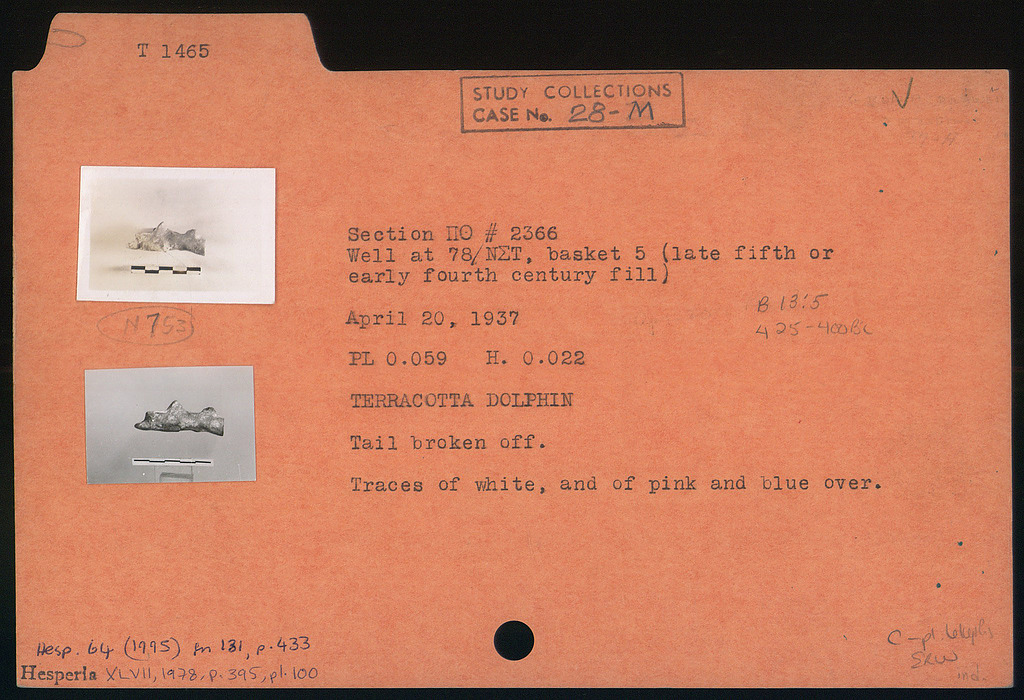 T 1465
STUDY COLLECTIONS
CASE No. 28-M
Section ΠΘ # 2366
Well at 78/ΝΣΤ, basket 5 (late fifth or
early fourth century fill)
B 13:5
425-400BC
April 20, 1937
N 753
PL 0.059 H. 0.022
TERRACOTTA DOLPHIN
Tail broken off.
Traces of white, and of pink and blue over.
Hesp. 64 (1995) fn 131, p. 433
Hesperia XLVII, 1978, p. 395, pl. 100